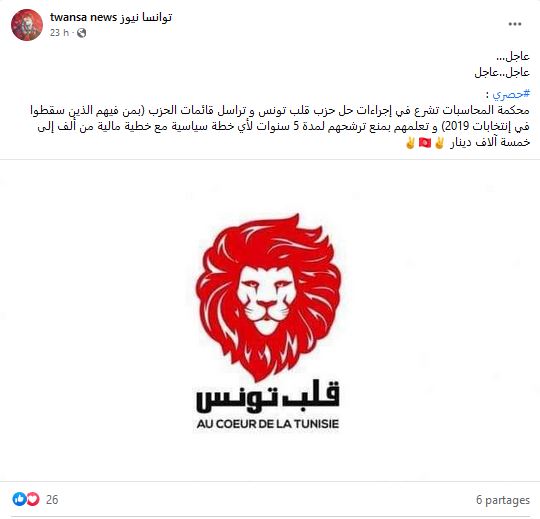 twansa news توانسا نيوز
23 h
عاجل...
عاجل..عاجل
#حصري :
محكمة المحاسبات تشرع في إجراءات حل حزب قلب تونس و تراسل قائمات الحزب (بمن فيهم الذين سقطوا
في إنتخابات 2019) و تعلمهم بمنع ترشحهم لمدة 5 سنوات لأي خطة سياسية مع خطية مالية من ألف إلى
خمسة آلاف دينار ✌️🇹🇳✌️
قلب تونس
AU COEUR DE LA TUNISIE
26
6 partages